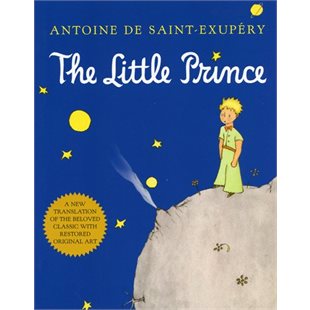 ANTOINE DE SAINT-EXUPÉRY
The Little Prince
A NEW
TRANSLATION
OF THE BELOVED
CLASSIC WITH
RESTORED
ORIGINAL ART